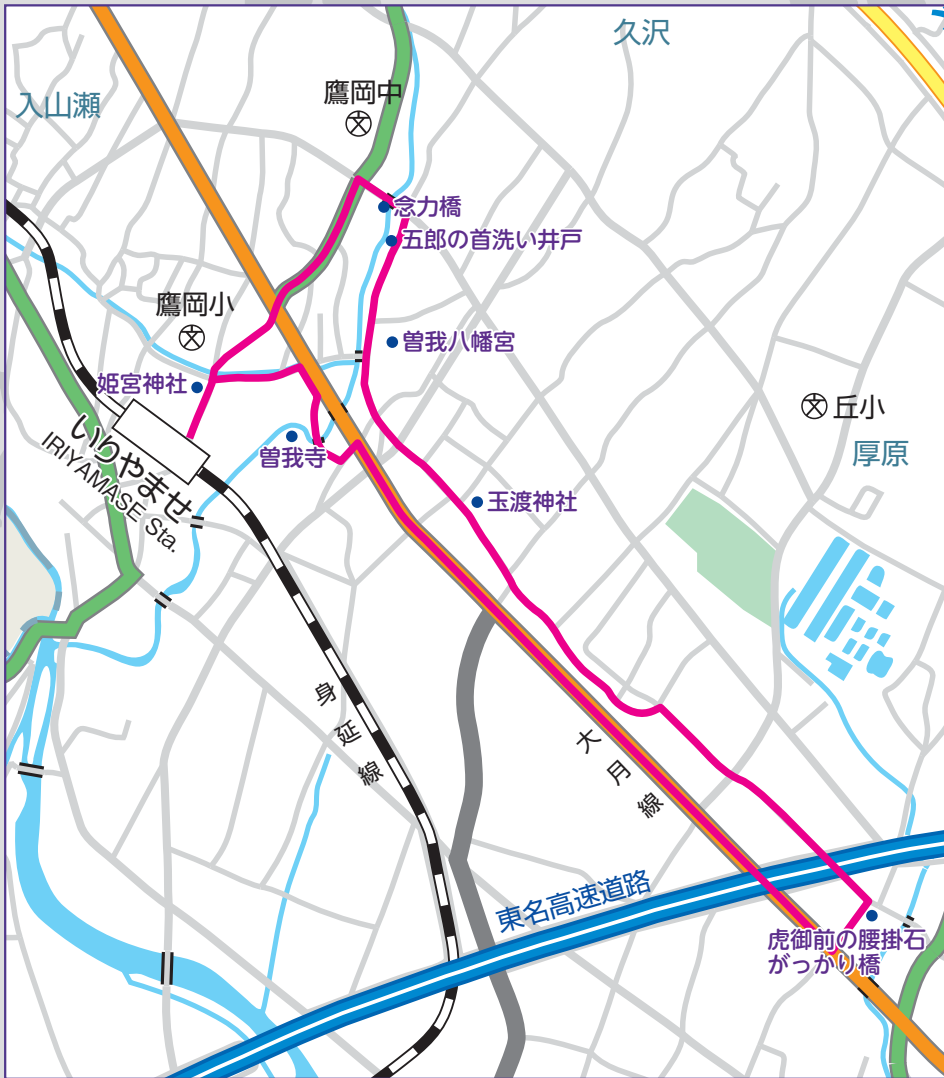 久沢
入山瀬
鷹岡中
文
念力橋
五郎の首洗い井戸
鷹岡小
文
曽我八幡宮
姫宮神社
文 丘小
厚原
いりやませ
IRIYAMASE Sta.
曽我寺
玉渡神社
身延線
大月線
東名高速道路
虎御前の腰掛石
がっかり橋